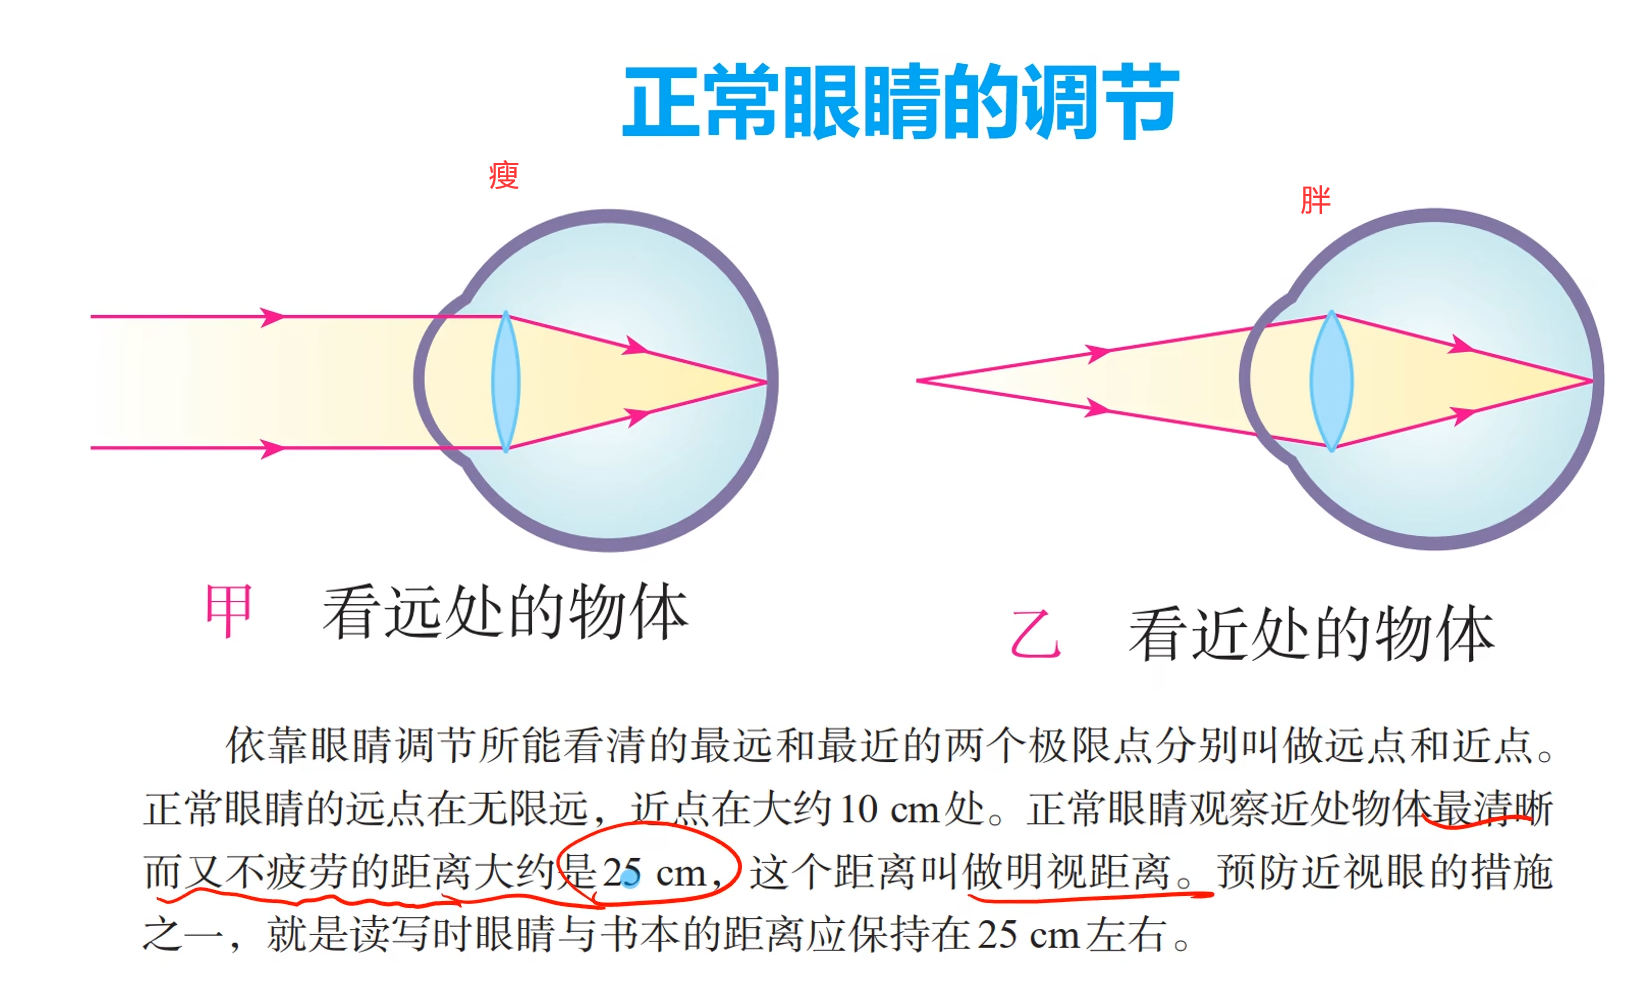 正常眼睛的调节
瘦
胖
甲 看远处的物体
乙 看近处的物体
依靠眼睛调节所能看清的最远和最近的两个极限点分别叫做远点和近点。
正常眼睛的远点在无限远，近点在大约10 cm处。正常眼睛观察近处物体最清晰
而又不疲劳的距离大约是25 cm，这个距离叫做明视距离。预防近视眼的措施
之一，就是读写时眼睛与书本的距离应保持在25 cm左右。